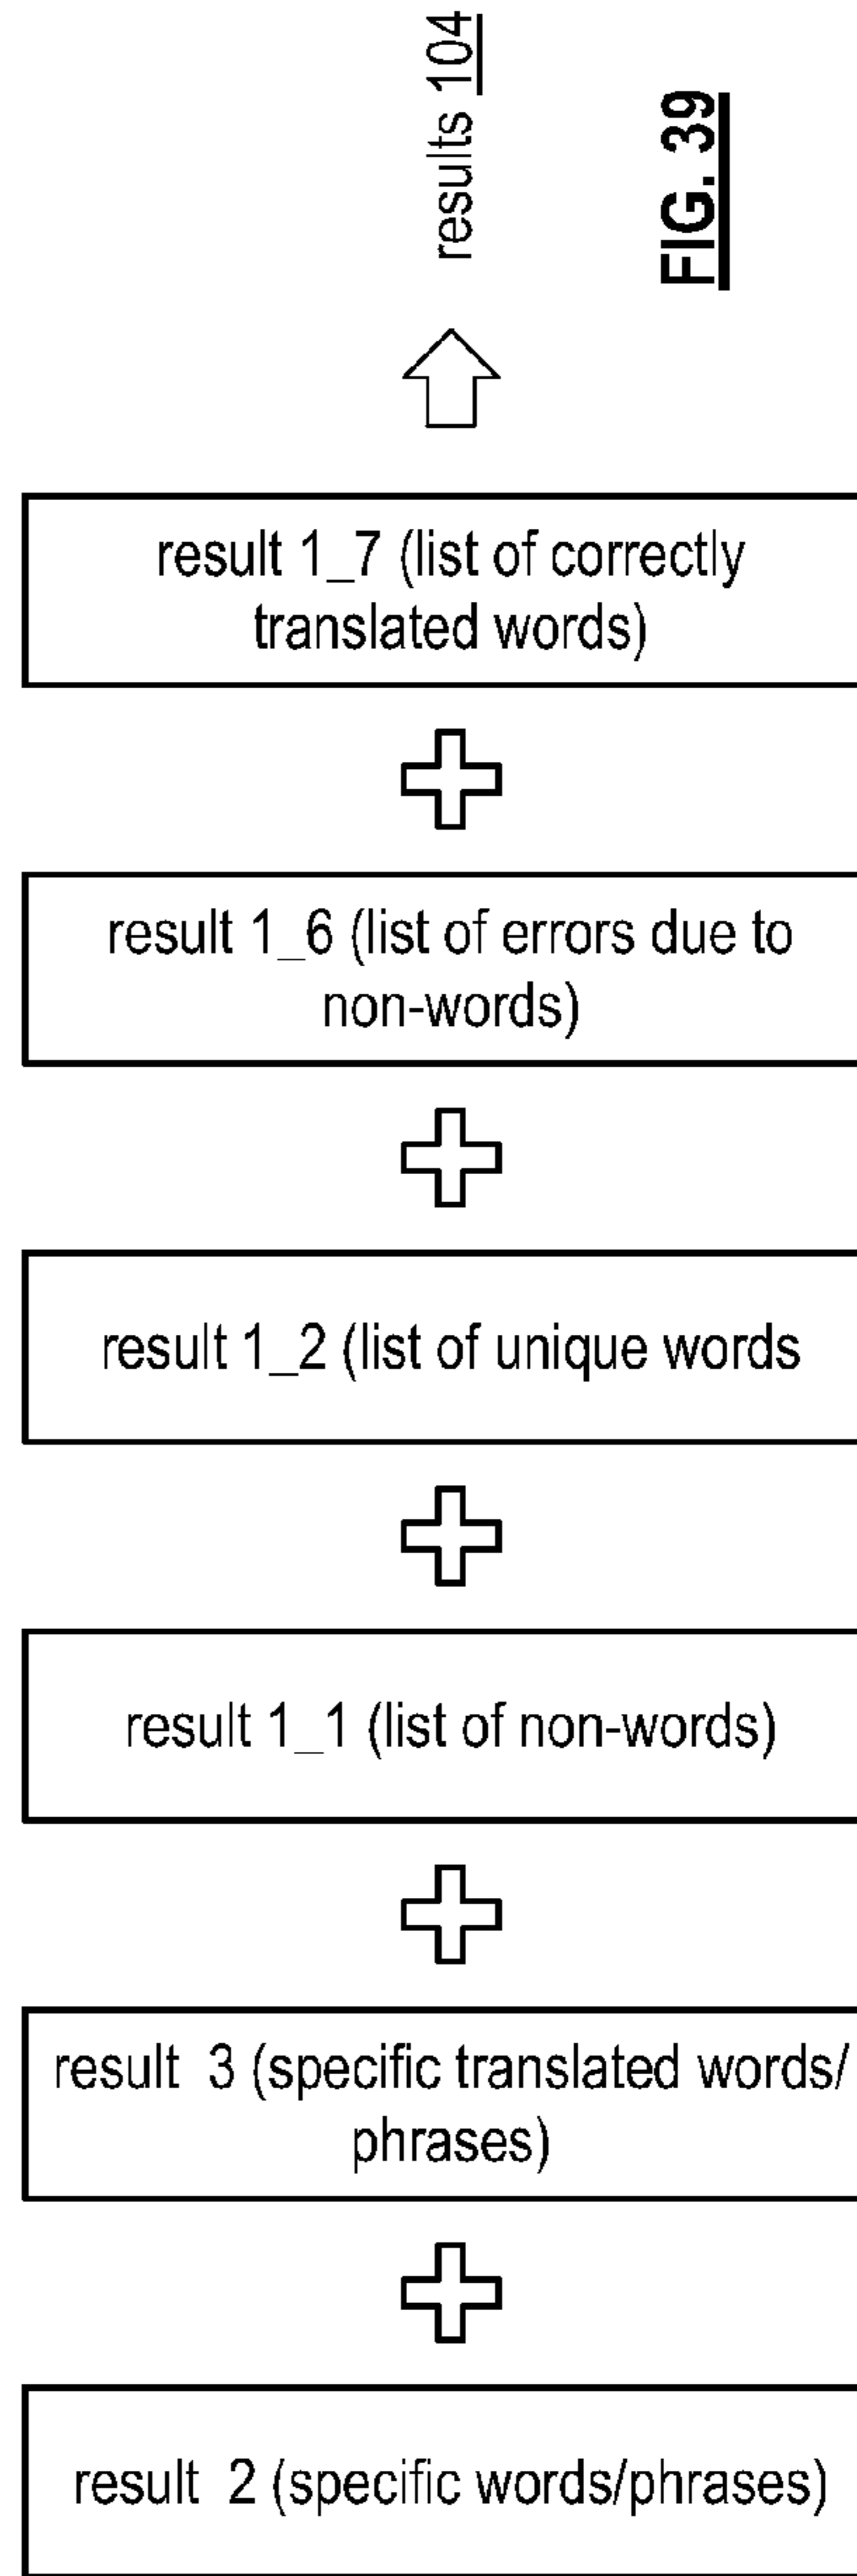 results 104
FIG. 39
result 1_7 (list of correctly
translated words)
result 1_6 (list of errors due to
non-words)
result 1_2 (list of unique words
result 1_1 (list of non-words)
result 3 (specific translated words/
phrases)
result 2 (specific words/phrases)